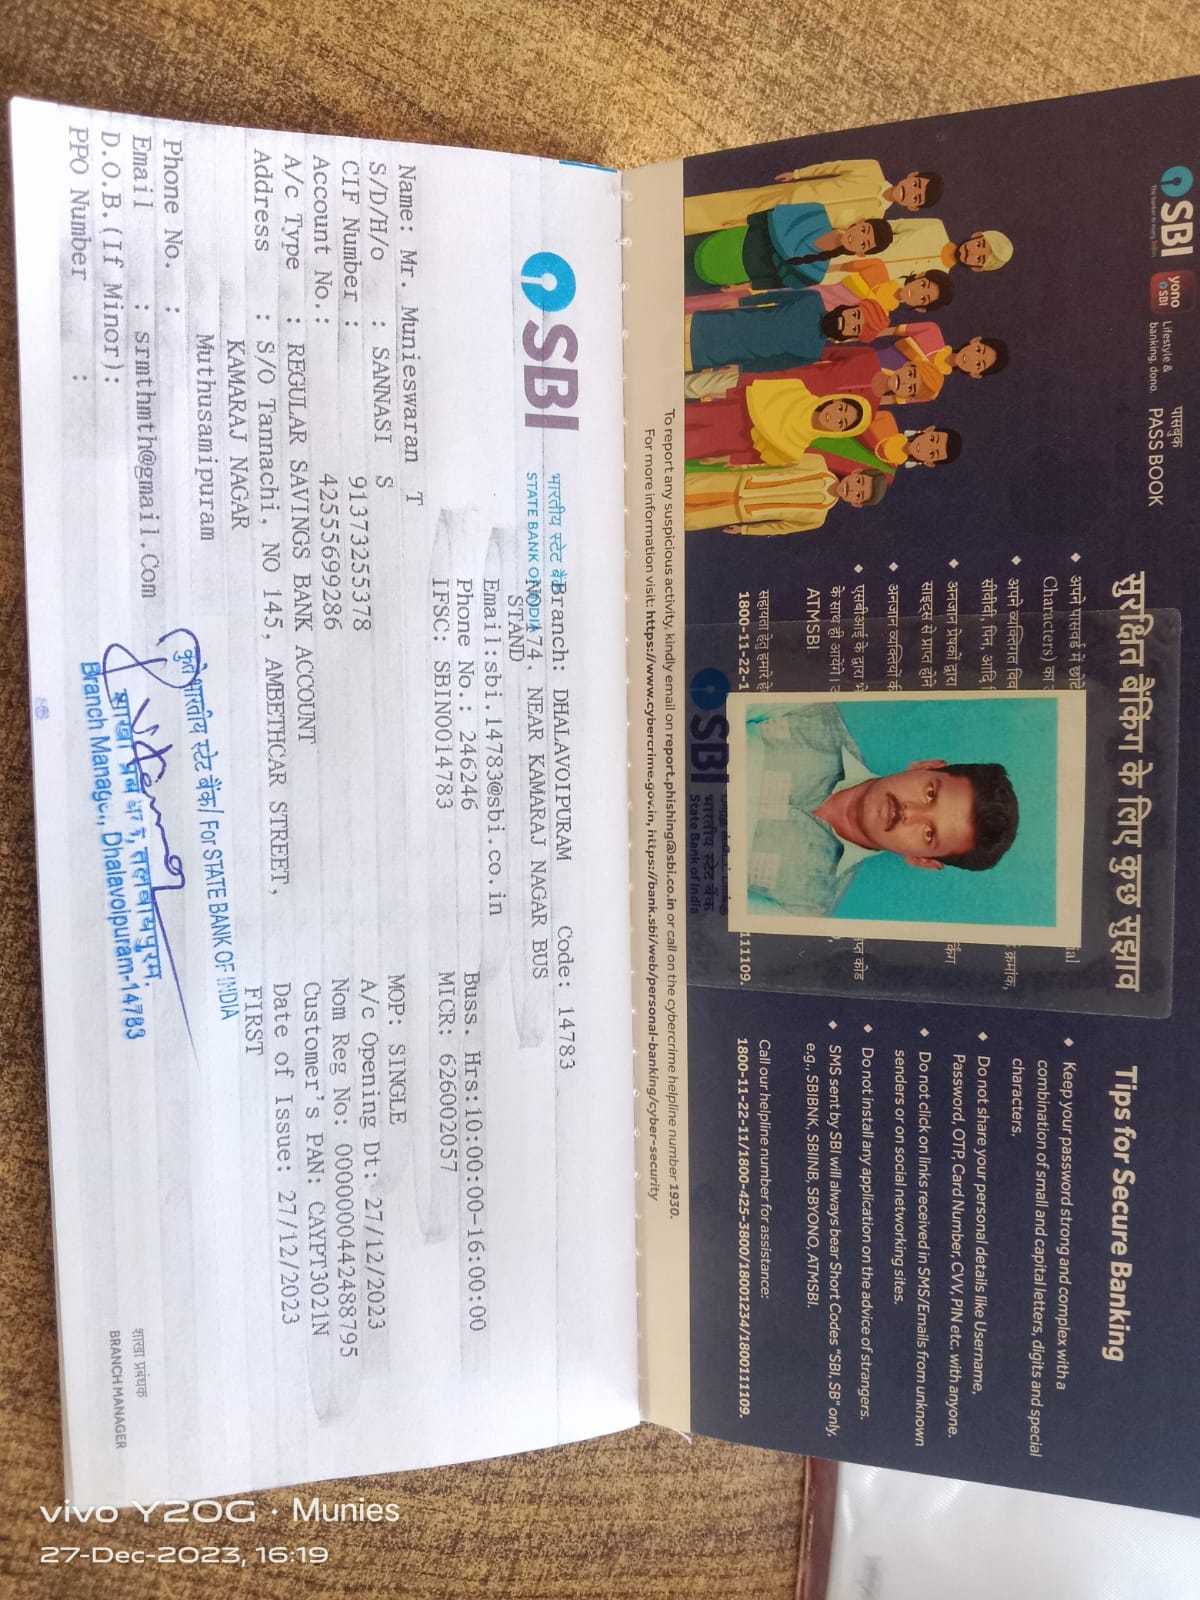 SBI
The banker to every Indian
yono
SBI
Lifestyle &
banking, dono.
पासबुक
PASS BOOK
सुरक्षित बैंकिंग के लिए कुछ सुझाव
अपने पासवर्ड में छोटे
ial
Characters) का
अपने व्यक्तिगत विव
क्रमांक,
सीवीवी, पिन, आदि
अनजान प्रेषकों द्वारा
किंग
साइट्स से प्राप्त होने
अनजान व्यक्तियों की
एसबीआई के द्वारा भे
प्त कोड
के साथ ही आयेंगे।
ATMSBI
सहायता हेतु हमारे हे
1800-11-22-1
111109.
SBI
भारतीय स्टेट बैंक
State Bank of India
Tips for Secure Banking
Keep your password strong and complex with a
combination of small and capital letters, digits and special
characters.
Do not share your personal details like Username,
Password, OTP, Card Number, CVV, PIN etc. with anyone.
Do not click on links received in SMS/Emails from unknown
senders or on social networking sites.
Do not install any application on the advice of strangers.
SMS sent by SBI will always bear Short Codes "SBI, SB" only,
e.g., SBIBNK, SBIINB, SBYONO, ATMSBI.
Call our helpline number for assistance:
1800-11-22-11/1800-425-3800/18001234/1800111109.
To report any suspicious activity, kindly email on report.phishing@sbi.co.in or call on the cybercrime helpline number 1930.
For more information visit: https://www.cybercrime.gov.in, https://bank.sbi/web/personal-banking/cyber-security
SBI
भारतीय स्टेट बैंक
STATE BANK OF INDIA
Branch: DHALAVOIPURAM Code: 14783
NO 174, NEAR KAMARAJ NAGAR BUS
STAND
Email:sbi.14783@sbi.co.in
Phone No.: 246246 Buss. Hrs:10:00:00-16:00:00
IFSC: SBIN0014783 MICR: 626002057
Name: Mr. Munieswaran T
MOP: SINGLE
S/D/H/o : SANNASI S
A/c Opening Dt: 27/12/2023
CIF Number : 91373255378
Nom Reg No: 0000000442488795
Account No.: 42555699286
Customer's PAN: CAYPT3021N
A/c Type : REGULAR SAVINGS BANK ACCOUNT
Date of Issue: 27/12/2023
Address : S/O Tannachi, NO 145, AMBETHCAR STREET,
FIRST
KAMARAJ NAGAR
Muthusamipuram
कृते भारतीय स्टेट बैंक/ For STATE BANK OF INDIA
Phone No. :
Email : srmthmth@gmail.Com
D.O.B.(If Minor):
PPO Number :
तलवायपुरम.
Branch Manager, Dhalavoipuram-14783
शाखा प्रबंधक
BRANCH MANAGER
vivo Y20G · Munies
27-Dec-2023, 16:19